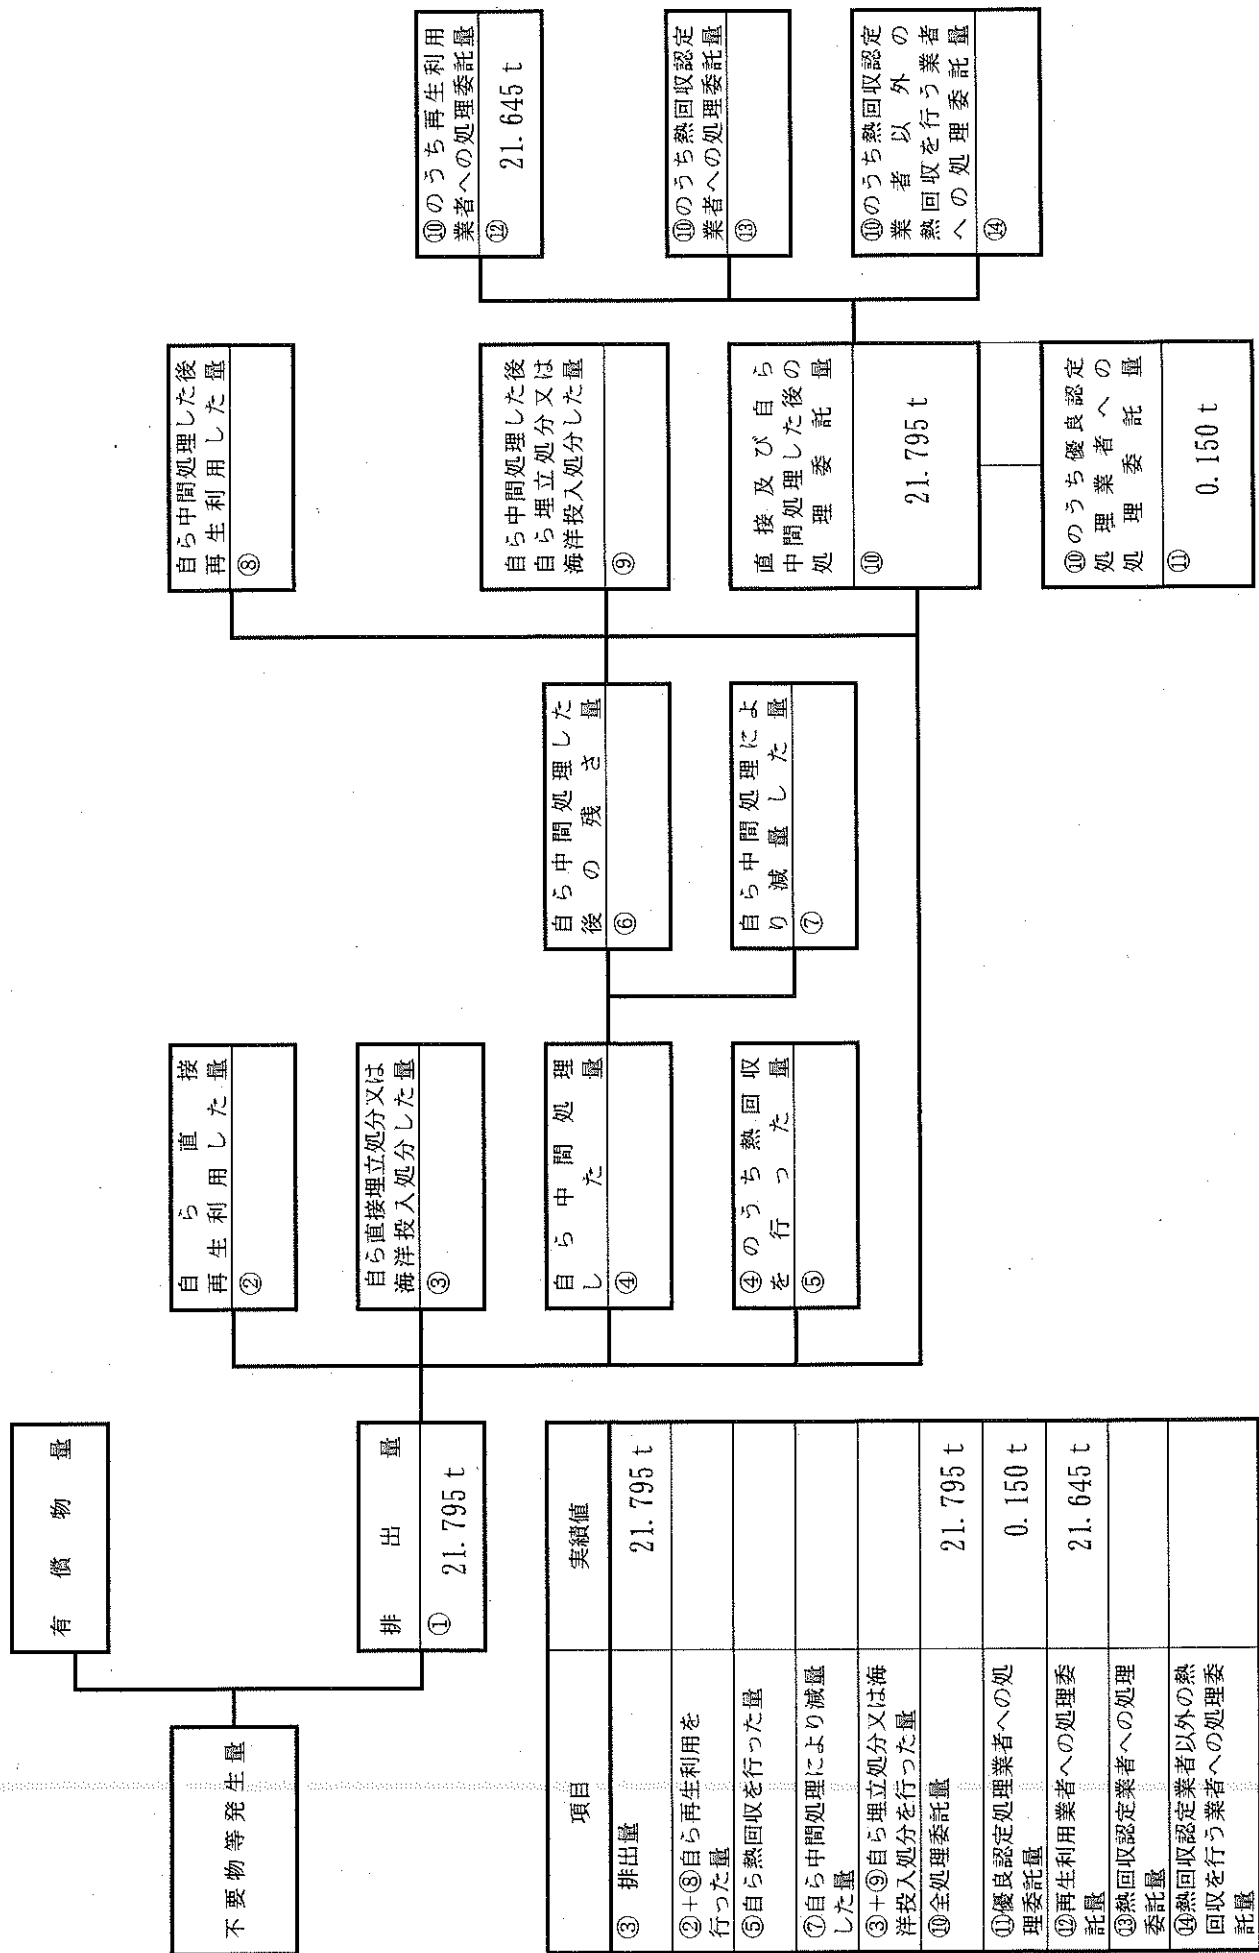 不要物等発生量
有償物量
排出量
① 21.795 t
自ら直接
再生利用した量
②
自ら直接埋立処分又は
海洋投入処分した量
③
自ら中間処理
した量
④
④のうち熱回収
を行った量
⑤
自ら中間処理した
後の残さ量
⑥
自ら中間処理によ
り減量した量
⑦
自ら中間処理した後
再生利用した量
⑧
自ら中間処理した後
自ら埋立処分又は
海洋投入処分した量
⑨
直接及び自ら
中間処理した後の
処理委託量
⑩
21.795 t
⑩のうち優良認定
処理業者への
処理委託量
⑪
0.150 t
⑩のうち再生利用
業者への処理委託量
⑫ 21.645 t
⑩のうち熱回収認定
業者への処理委託量
⑬
⑩のうち熱回収認定
業者以外の
熱回収を行う業者
への処理委託量
⑭
項目 実績値
③ 排出量 21.795 t
②+⑧自ら再生利用を
行った量
⑤自ら熱回収を行った量
⑦自ら中間処理により減量
した量
③+⑨自ら埋立処分又は海
洋投入処分を行った量
⑩全処理委託量 21.795 t
⑪優良認定処理業者への処
理委託量 0.150 t
⑫再生利用業者への処理委
託量 21.645 t
⑬熱回収認定業者への処理
委託量
⑭熱回収認定業者以外の熱
回収を行う業者への処理委
託量